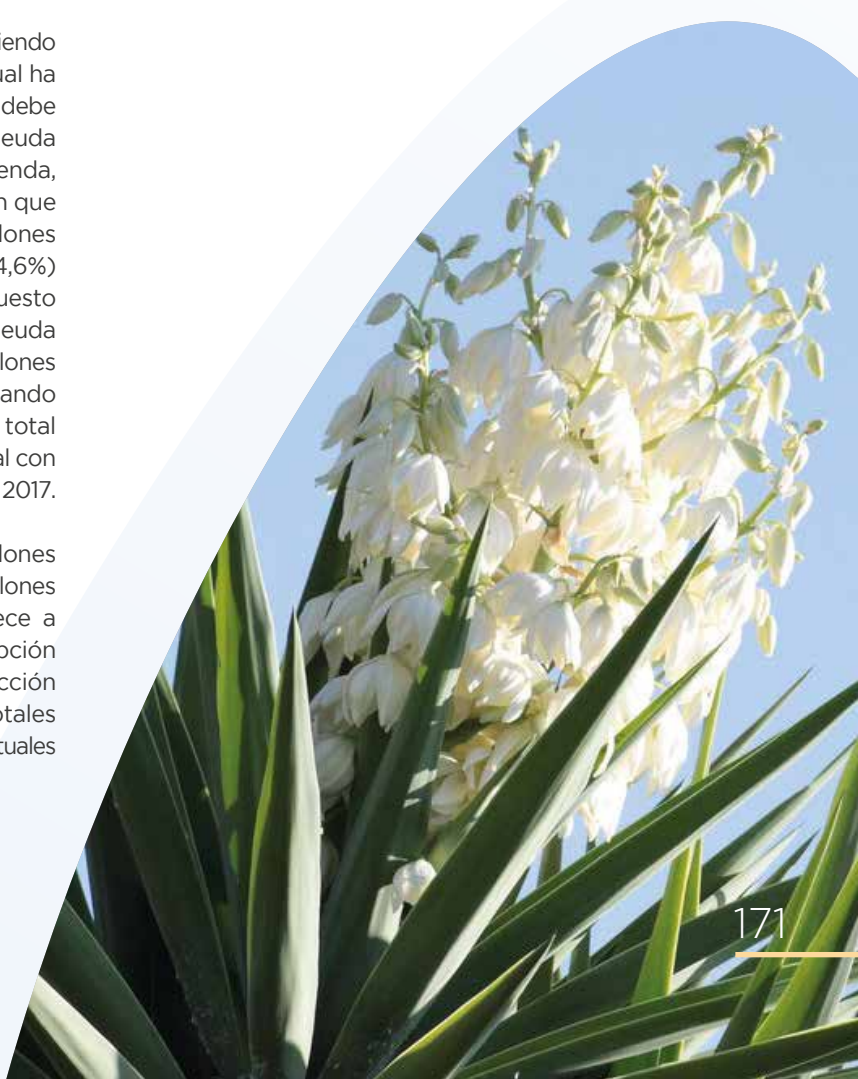 iendo
ual ha
debe
euda
enda,
n que
lones
4,6%)
uesto
euda
lones
ando
total
al con
2017.
lones
lones
ece a
pción
cción
otales
tuales
171